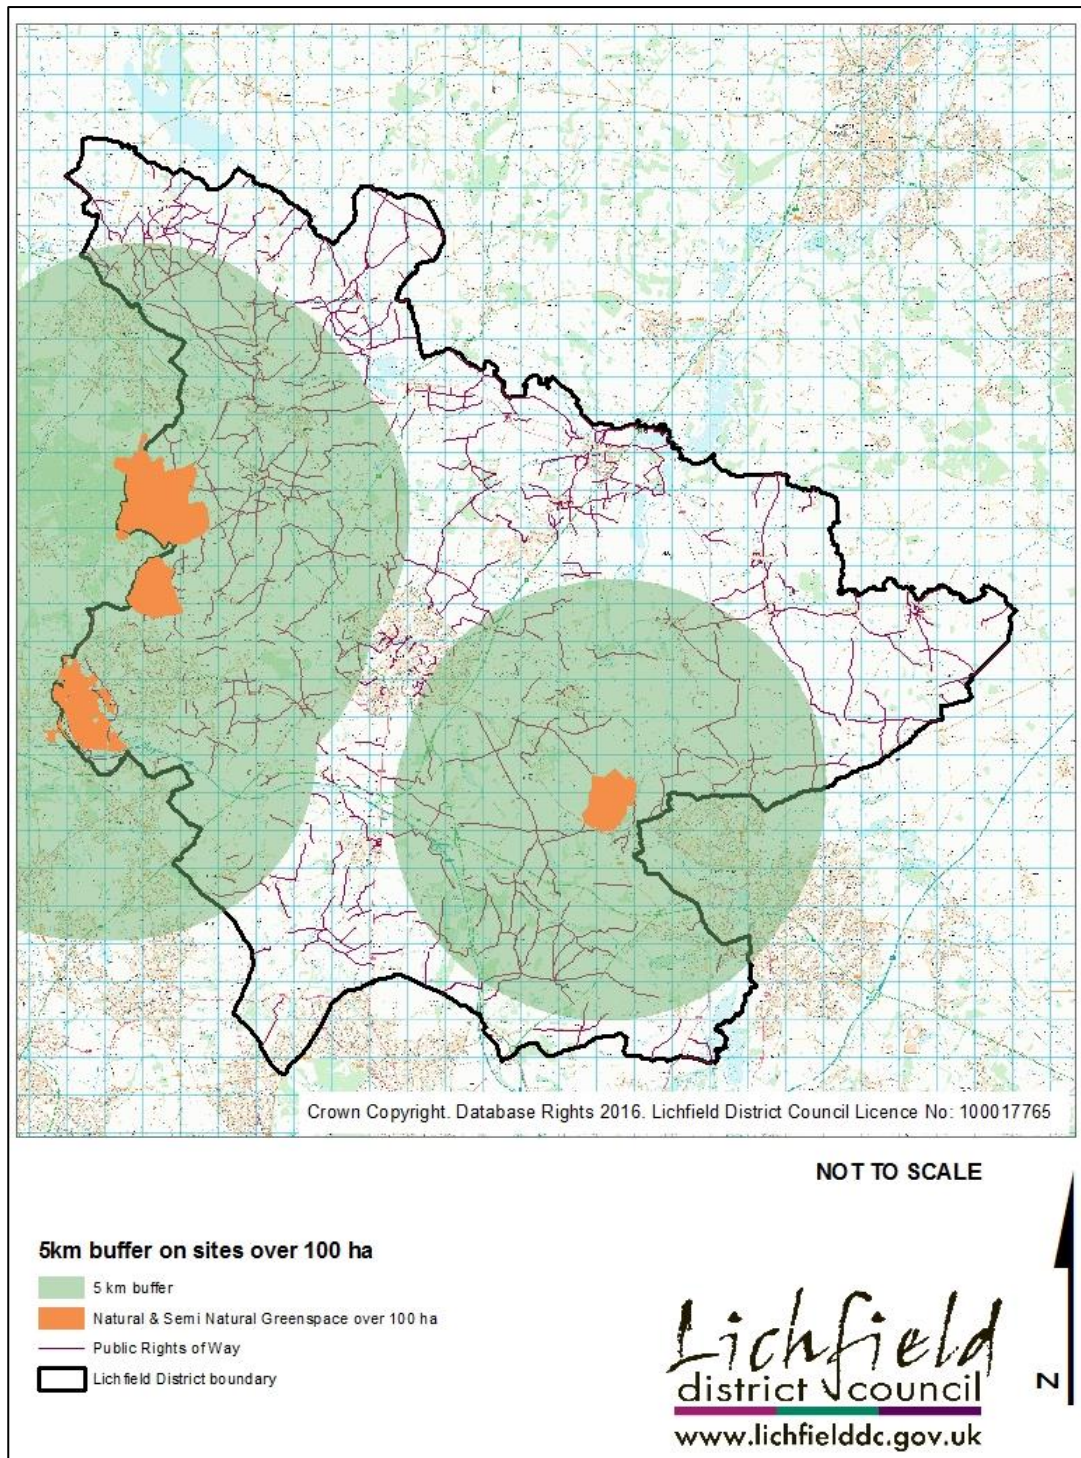 Crown Copyright. Database Rights 2016. Lichfield District Council Licence No: 100017765
NOT TO SCALE
5km buffer on sites over 100 ha
5 km buffer
Natural & Semi Natural Greenspace over 100 ha
Public Rights of Way
Lichfield District boundary
N
Lichfield
district council
www.lichfielddc.gov.uk